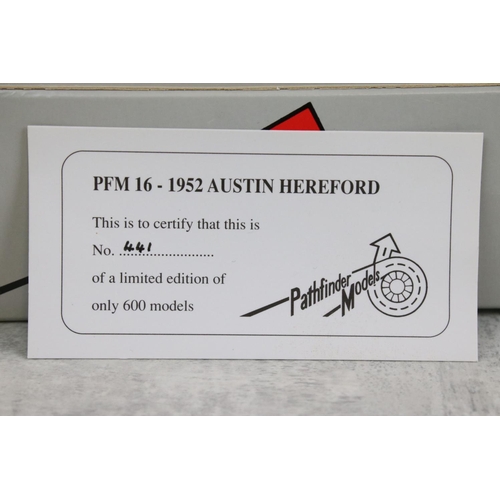 PFM 16 - 1952 AUSTIN HEREFORD
This is to certify that this is
No. 441
of a limited edition of
only 600 models
Pathfinder
Models